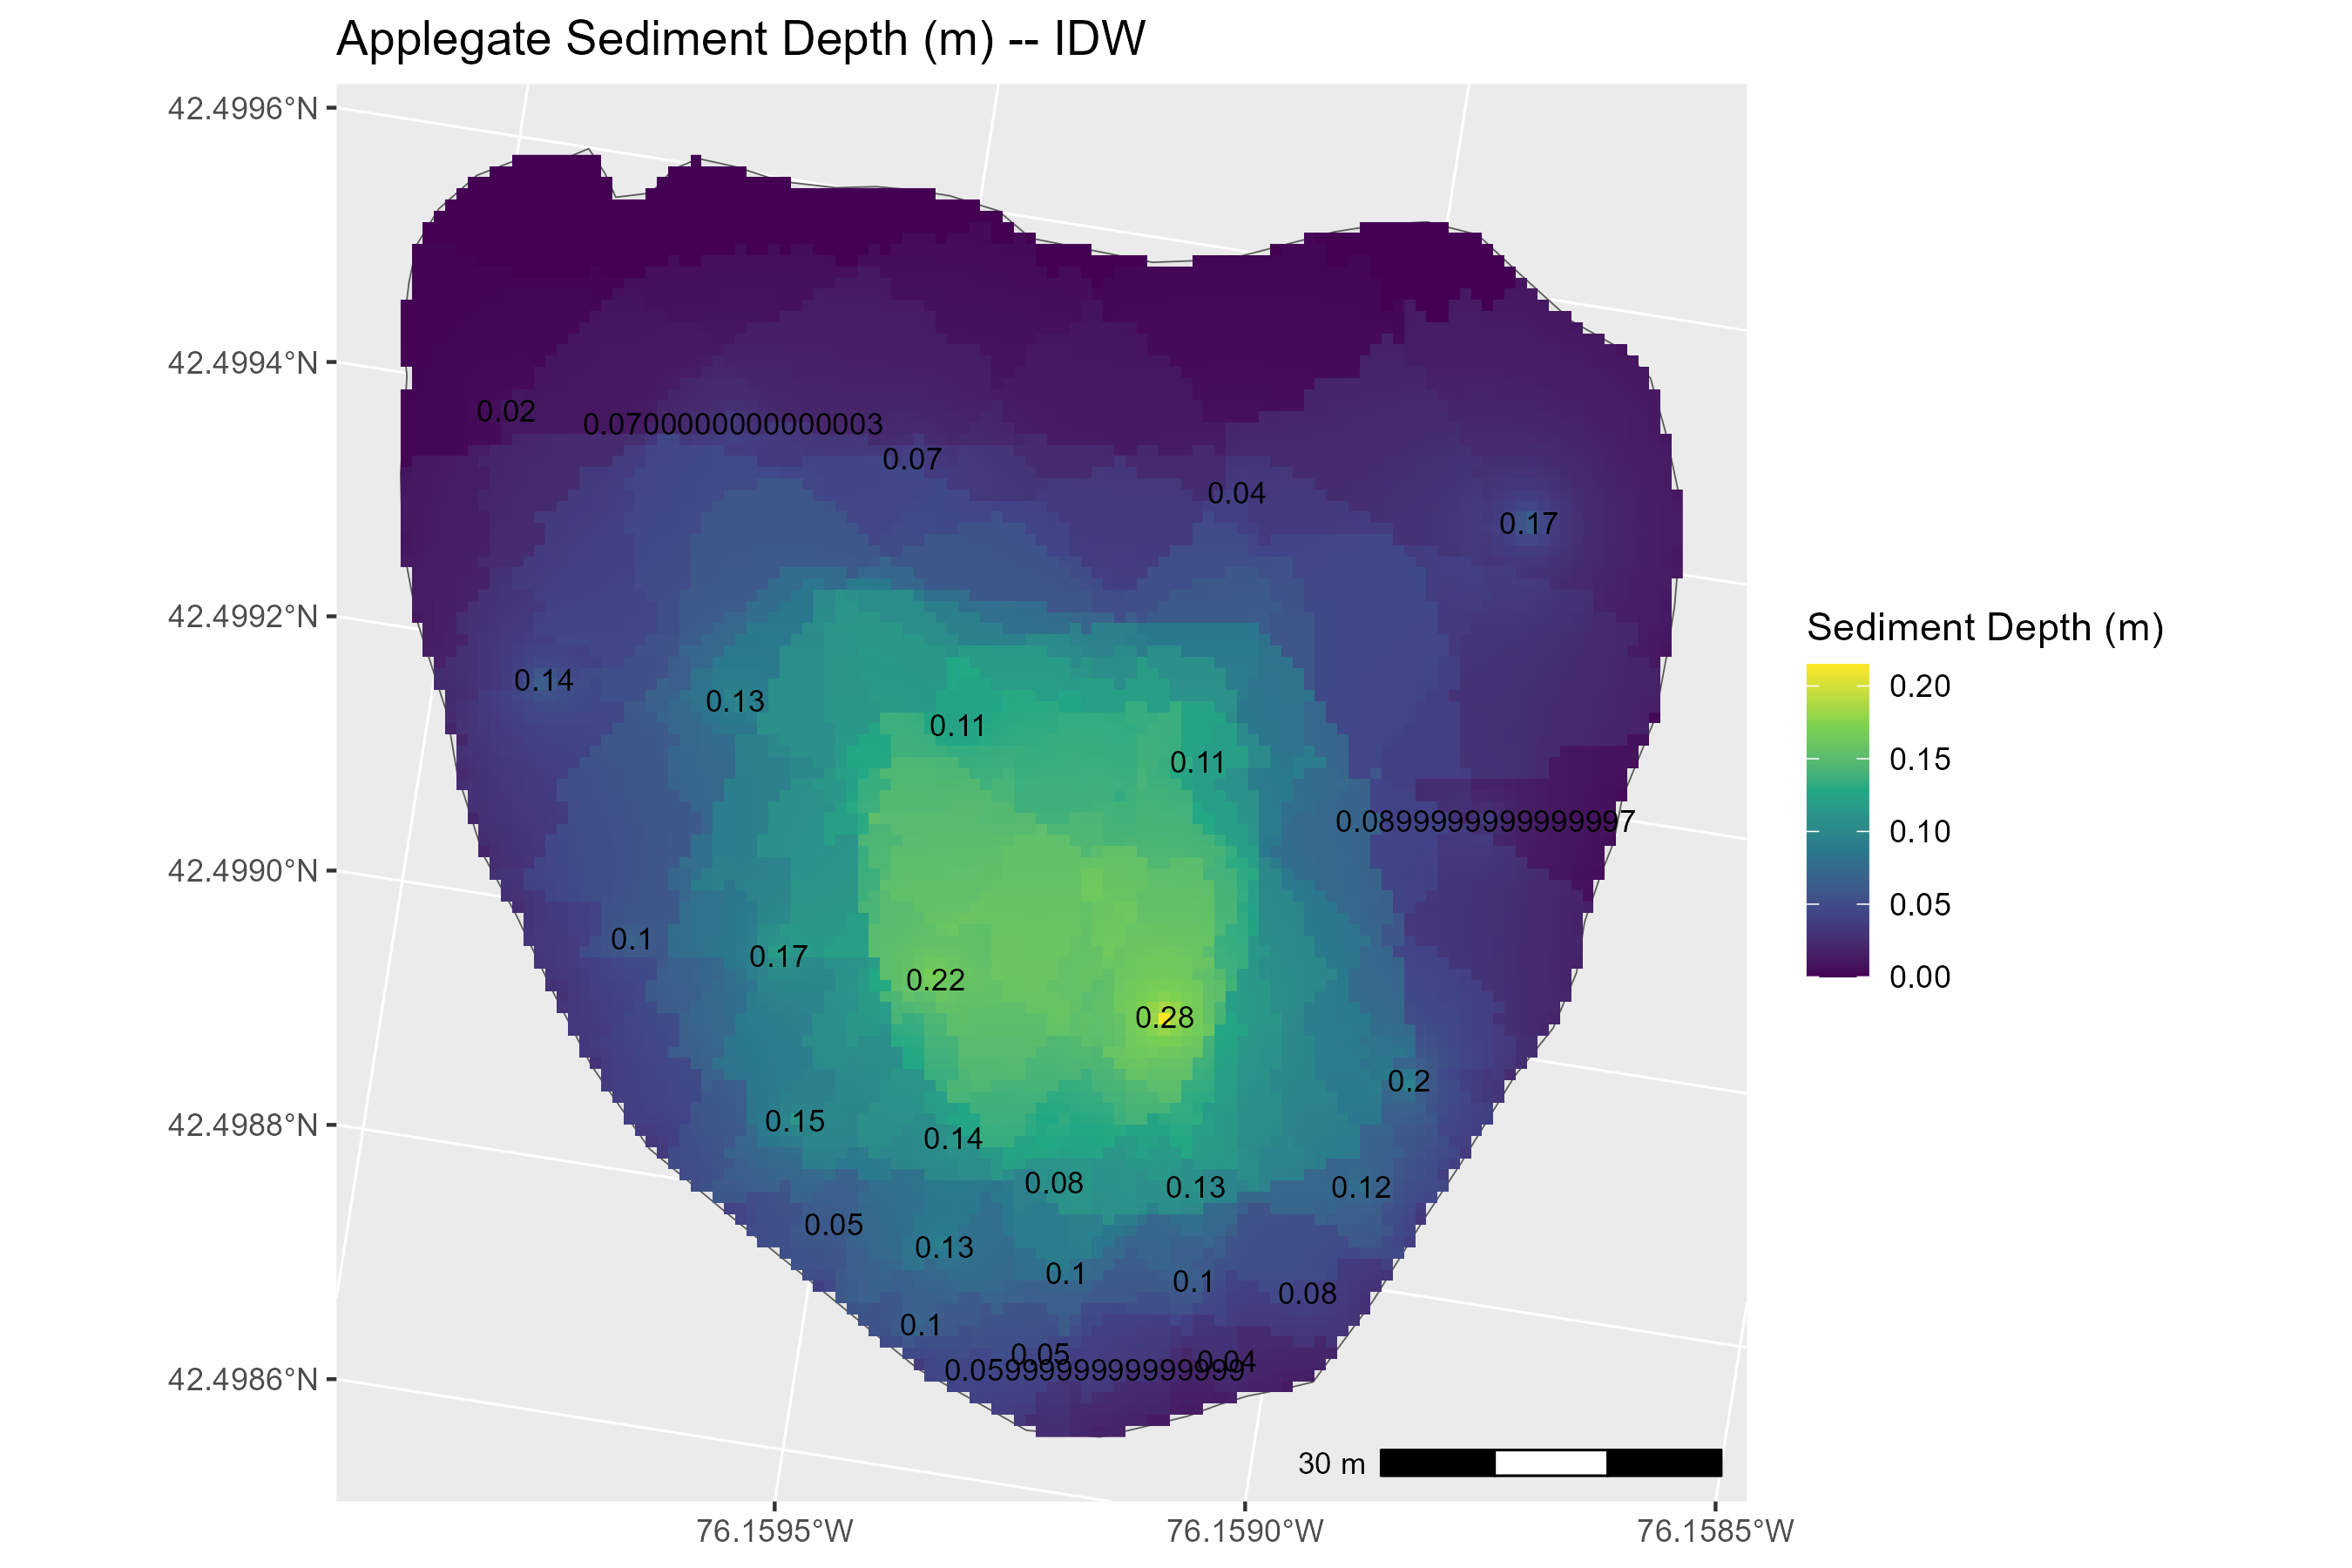 Applegate Sediment Depth (m) -- IDW
42.4996°N
42.4994°N
42.4992°N
42.4990°N
42.4988°N
42.4986°N
0.02
0.0700000000000003
0.07
0.04
0.17
0.14
0.13
0.11
0.11
0.0899999999999997
0.1
0.17
0.22
0.28
0.2
0.15
0.14
0.08
0.13
0.12
0.05
0.13
0.1
0.1
0.08
0.1
0.05
0.04
0.0599999999999999
30 m
76.1595°W
76.1590°W
76.1585°W
Sediment Depth (m)
0.20
0.15
0.10
0.05
0.00